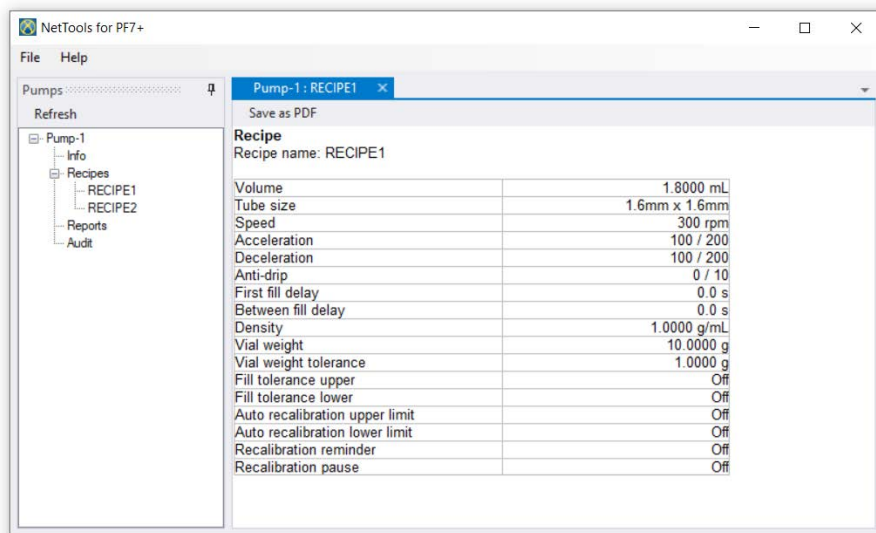 NetTools for PF7+
File Help
Pumps
Refresh
Pump-1
Info
Recipes
RECIPE1
RECIPE2
Reports
Audit
Pump-1 : RECIPE1
Save as PDF
Recipe
Recipe name: RECIPE1
Volume 1.8000 mL
Tube size 1.6mm x 1.6mm
Speed 300 rpm
Acceleration 100 / 200
Deceleration 100 / 200
Anti-drip 0 / 10
First fill delay 0.0 s
Between fill delay 0.0 s
Density 1.0000 g/mL
Vial weight 10.0000 g
Vial weight tolerance 1.0000 g
Fill tolerance upper Off
Fill tolerance lower Off
Auto recalibration upper limit Off
Auto recalibration lower limit Off
Recalibration reminder Off
Recalibration pause Off